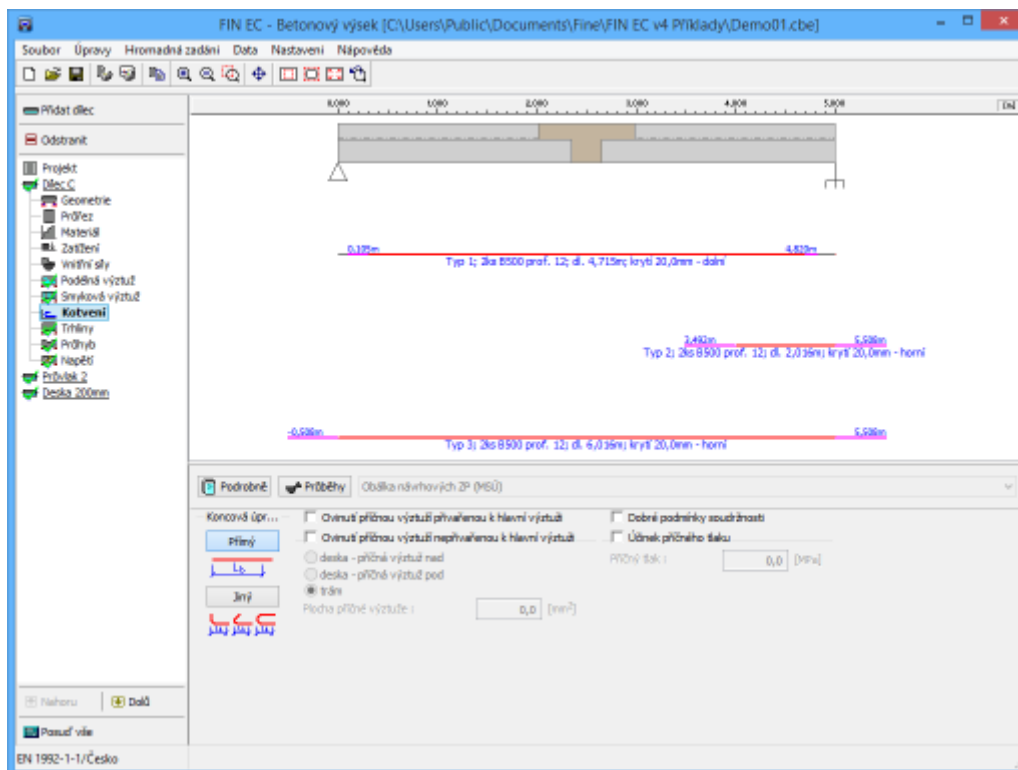 FIN EC - Betonový výsek [C:\Users\Public\Documents\Fine\FIN EC v4 Příklady\Demo01.cbe]
Soubor Úpravy Hromadná zadání Data Nastavení Nápověda
Přidat dílec
Odstranit
Projekt
Dílec C
Geometrie
Průřez
Materiál
Zatížení
Vnitřní síly
Podélná výztuž
Smyková výztuž
Kotvení
Trhliny
Průhyb
Napětí
Průvlak 2
Deska 200mm
Nahoru Dolů
Posuď vše
EN 1992-1-1/Česko
0,000 1,000 2,000 3,000 4,000 5,000 [m]
0,105m 4,820m
Typ 1; 2ks B500 prof. 12; dl. 4,715m; krytí 20,0mm - dolní
3,492m 5,508m
Typ 2; 2ks B500 prof. 12; dl. 2,016m; krytí 20,0mm - horní
-0,508m 5,508m
Typ 3; 2ks B500 prof. 12; dl. 6,016m; krytí 20,0mm - horní
Podrobně Průběhy Obálka návrhových ZP (MSÚ)
Koncová úpr...
Přímý
Lb
Jiný
Ovinutí příčnou výztuží přivařenou k hlavní výztuži
Ovinutí příčnou výztuží nepřivařenou k hlavní výztuži
deska - příčná výztuž nad
deska - příčná výztuž pod
trám
Plocha příčné výztuže : 0,0 [mm²]
Dobré podmínky soudržnosti
Účinek příčného tlaku
Příčný tlak : 0,0 [MPa]